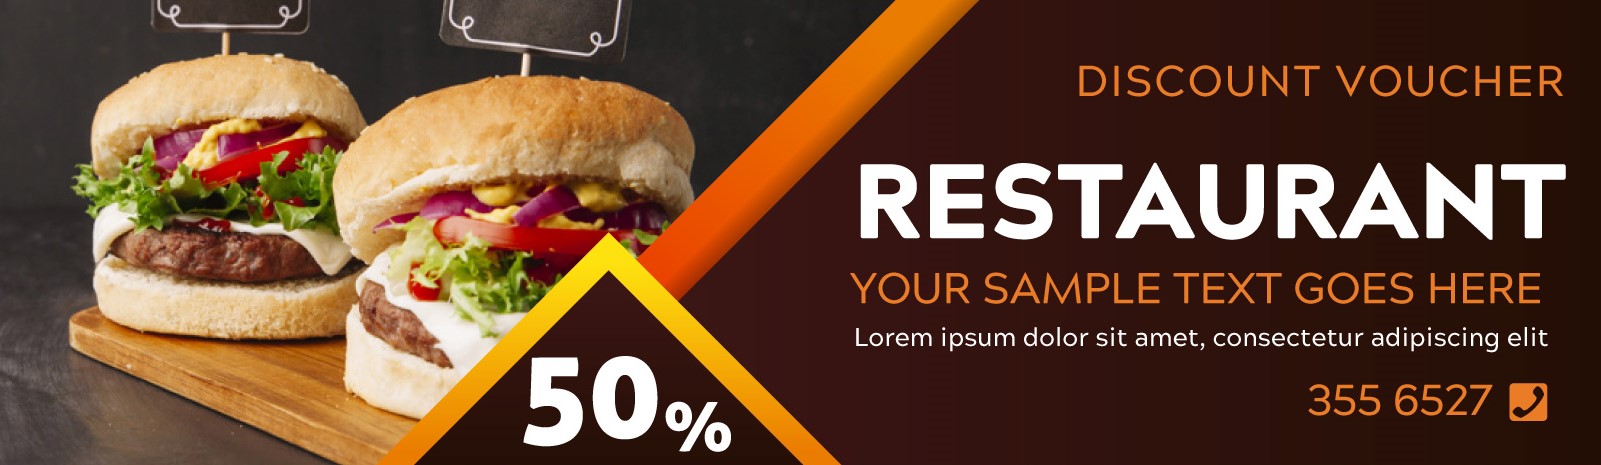 DISCOUNT VOUCHER
RESTAURANT
YOUR SAMPLE TEXT GOES HERE
Lorem ipsum dolor sit amet, consectetur adipiscing elit
355 6527
50%